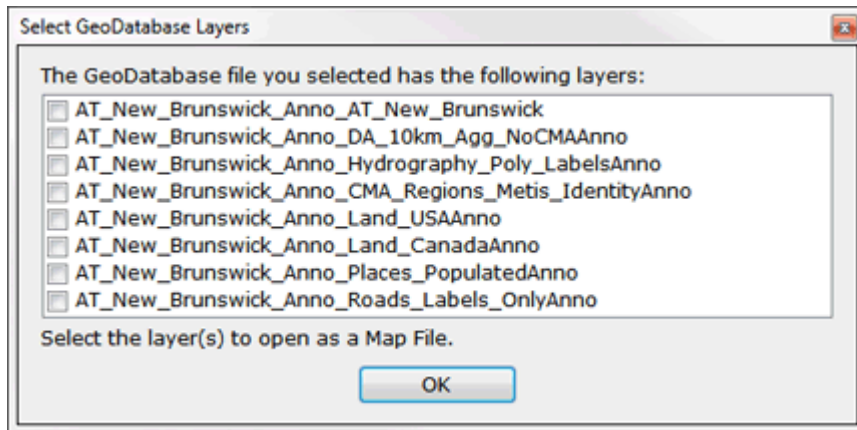 Select GeoDatabase Layers
The GeoDatabase file you selected has the following layers:
AT_New_Brunswick_Anno_AT_New_Brunswick
AT_New_Brunswick_Anno_DA_10km_Agg_NoCMAAnno
AT_New_Brunswick_Anno_Hydrography_Poly_LabelsAnno
AT_New_Brunswick_Anno_CMA_Regions_Metis_IdentityAnno
AT_New_Brunswick_Anno_Land_USAAnno
AT_New_Brunswick_Anno_Land_CanadaAnno
AT_New_Brunswick_Anno_Places_PopulatedAnno
AT_New_Brunswick_Anno_Roads_Labels_OnlyAnno
Select the layer(s) to open as a Map File.
OK